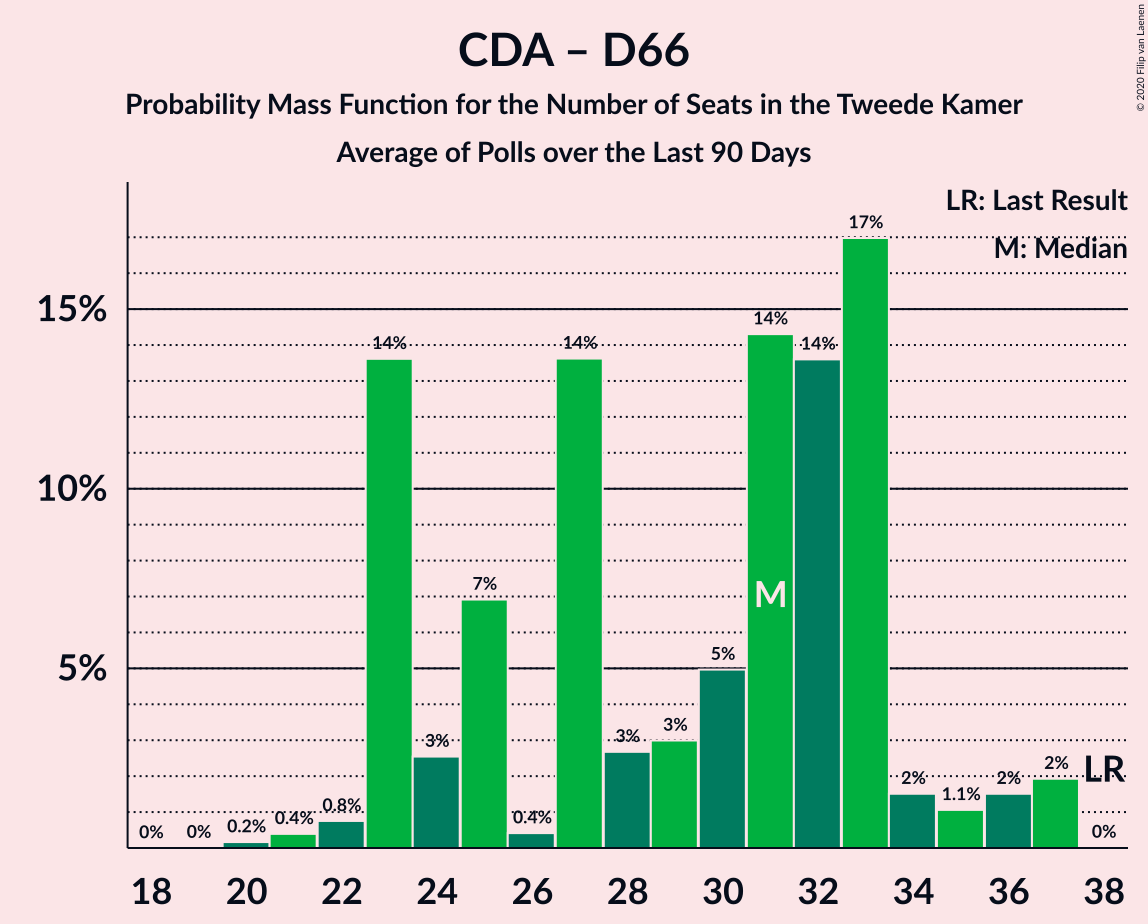 CDA – D66
Probability Mass Function for the Number of Seats in the Tweede Kamer
Average of Polls over the Last 90 Days
© 2020 Filip van Laenen
LR: Last Result
M: Median
15%
10%
5%
0% 0% 0.2% 0.4% 0.8% 14% 3% 7% 0.4% 14% 3% 3% 5% 14% 14% 17% 2% 1.1% 2% 2% 0%
M
LR
18 20 22 24 26 28 30 32 34 36 38